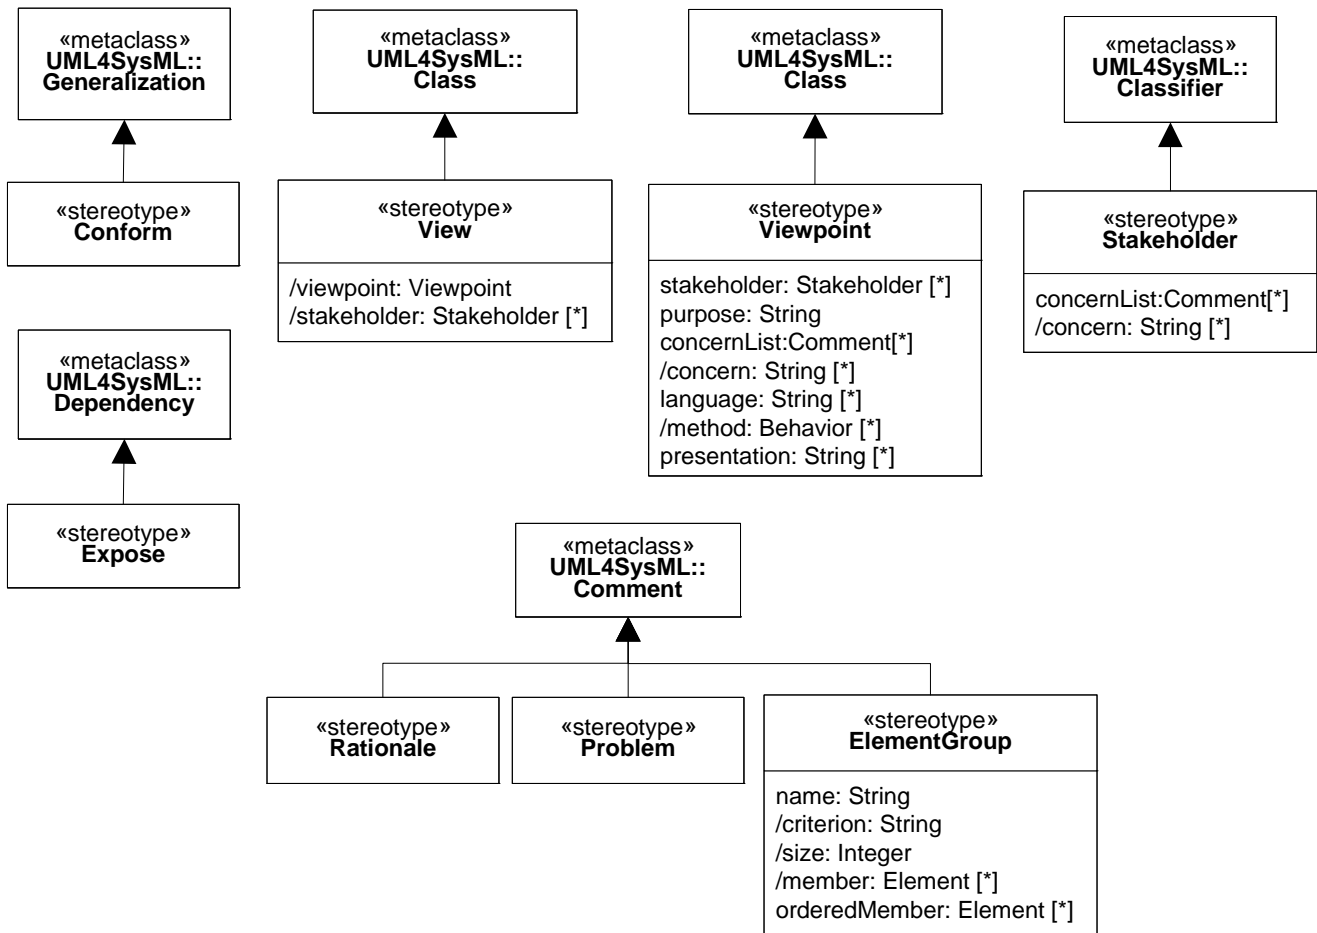 «metaclass»
UML4SysML::
Generalization
«metaclass»
UML4SysML::
Class
«metaclass»
UML4SysML::
Class
«metaclass»
UML4SysML::
Classifier
«stereotype»
Conform
«stereotype»
View
/viewpoint: Viewpoint
/stakeholder: Stakeholder [*]
«stereotype»
Viewpoint
stakeholder: Stakeholder [*]
purpose: String
concernList:Comment[*]
/concern: String [*]
language: String [*]
/method: Behavior [*]
presentation: String [*]
«stereotype»
Stakeholder
concernList:Comment[*]
/concern: String [*]
«metaclass»
UML4SysML::
Dependency
«stereotype»
Expose
«metaclass»
UML4SysML::
Comment
«stereotype»
Rationale
«stereotype»
Problem
«stereotype»
ElementGroup
name: String
/criterion: String
/size: Integer
/member: Element [*]
orderedMember: Element [*]